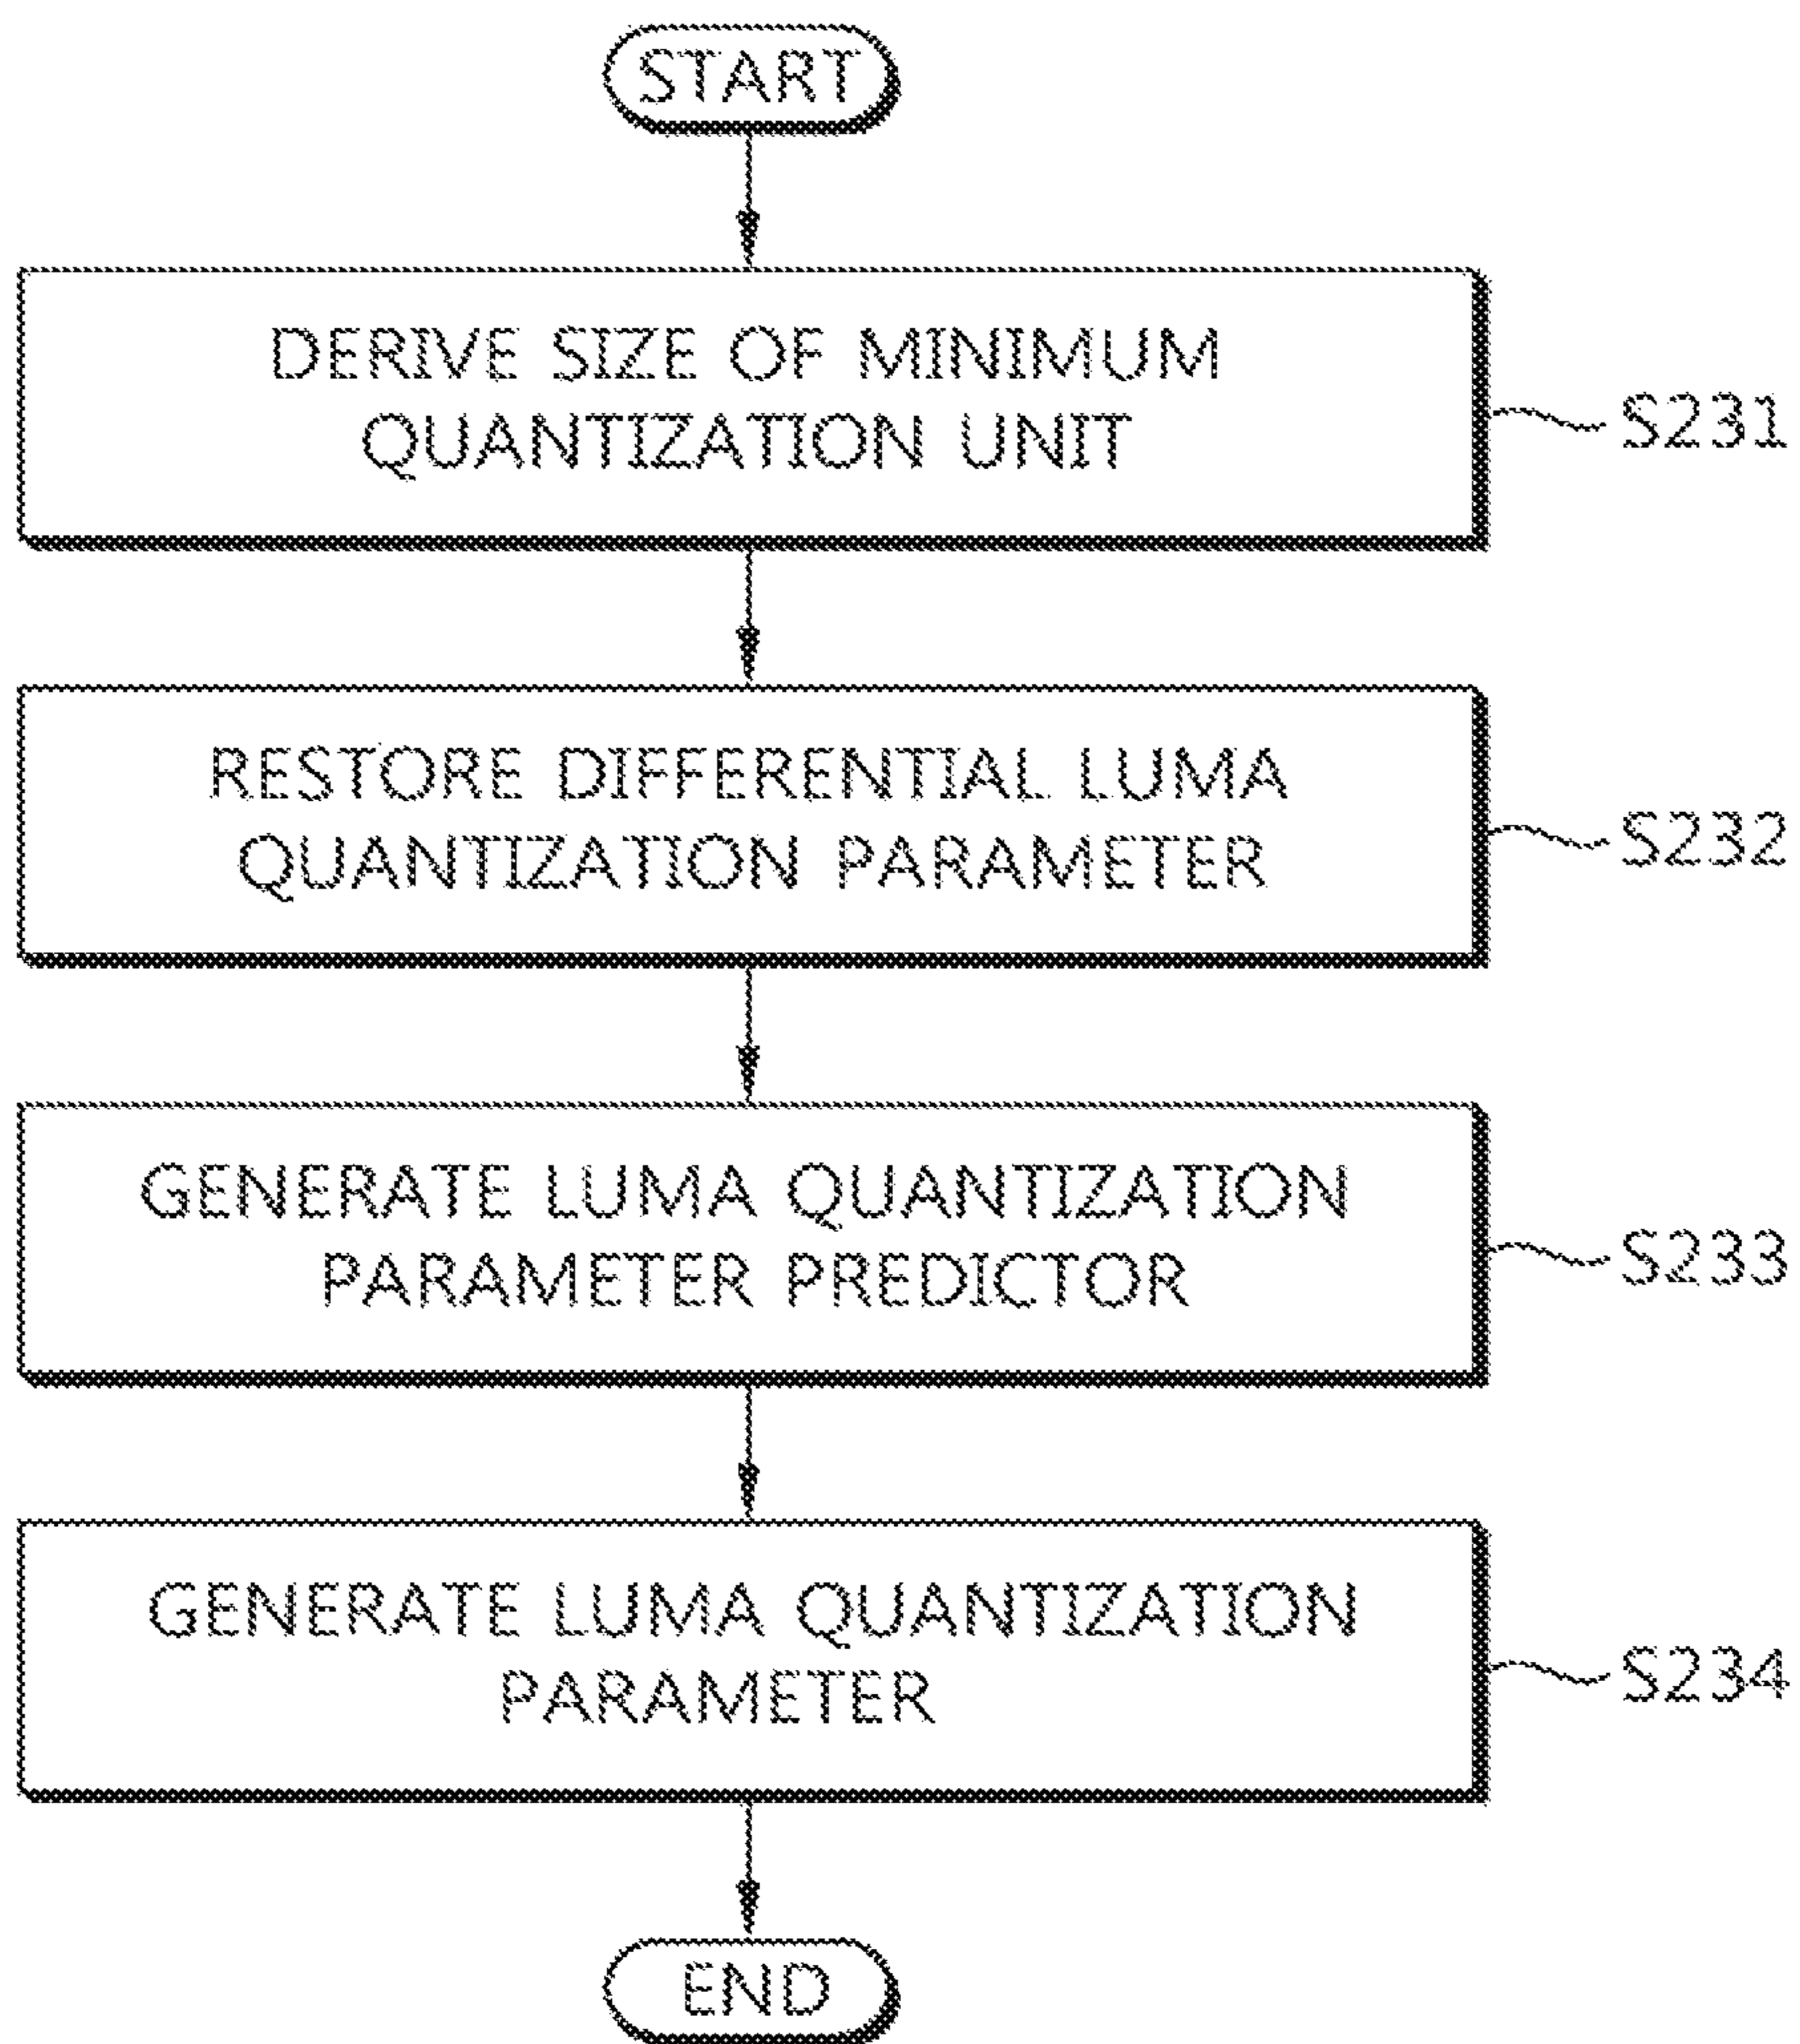 START
DERIVE SIZE OF MINIMUM
QUANTIZATION UNIT
S231
RESTORE DIFFERENTIAL LUMA
QUANTIZATION PARAMETER
S232
GENERATE LUMA QUANTIZATION
PARAMETER PREDICTOR
S233
GENERATE LUMA QUANTIZATION
PARAMETER
S234
END